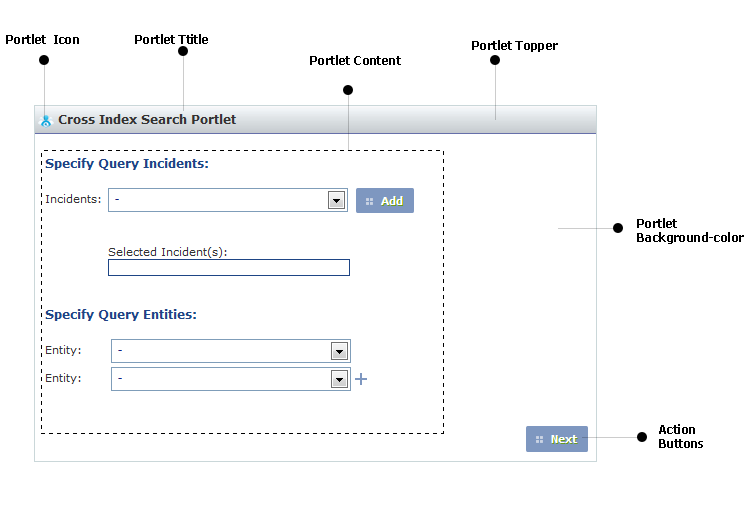 Portlet Icon
Portlet Ttitle
Portlet Topper
Portlet Content
Cross Index Search Portlet
Specify Query Incidents:
Incidents: - Add
Selected Incident(s):
Portlet
Background-color
Specify Query Entities:
Entity: -
Entity: -
Next
Action
Buttons